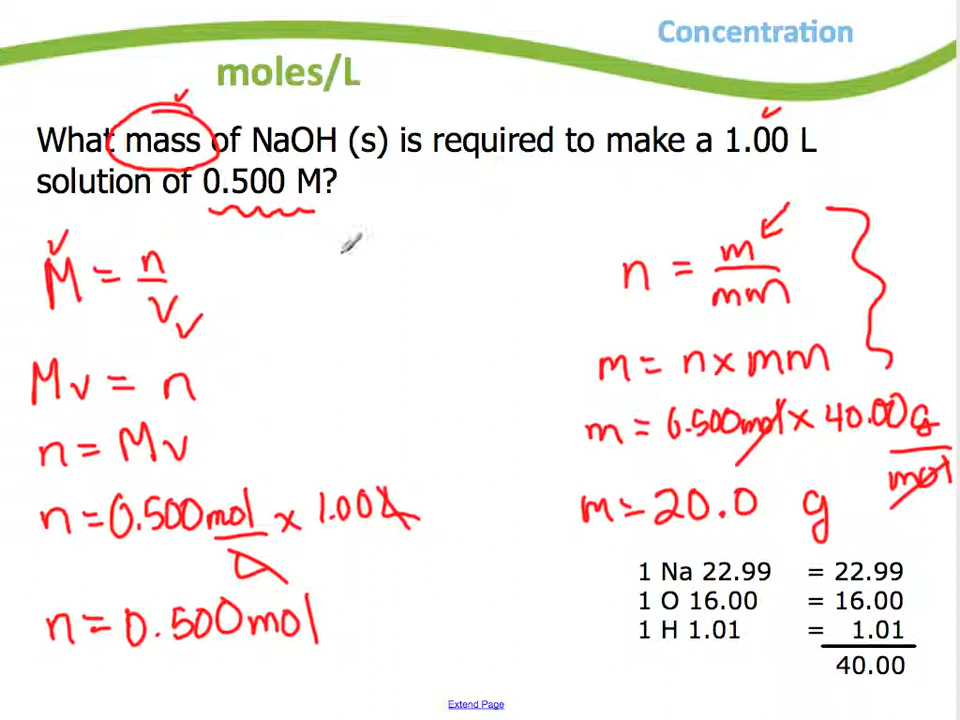 Concentration
moles/L
What mass of NaOH (s) is required to make a 1.00 L
solution of 0.500 M?
M = n/V
MV = n
n = MV
n = 0.500 mol/L × 1.00 L
n = 0.500 mol
n = m/mm
m = n × mm
m = 0.500 mol × 40.00 g/mol
m = 20.0 g
1 Na 22.99 = 22.99
1 O 16.00 = 16.00
1 H 1.01 = 1.01
40.00
Extend Page